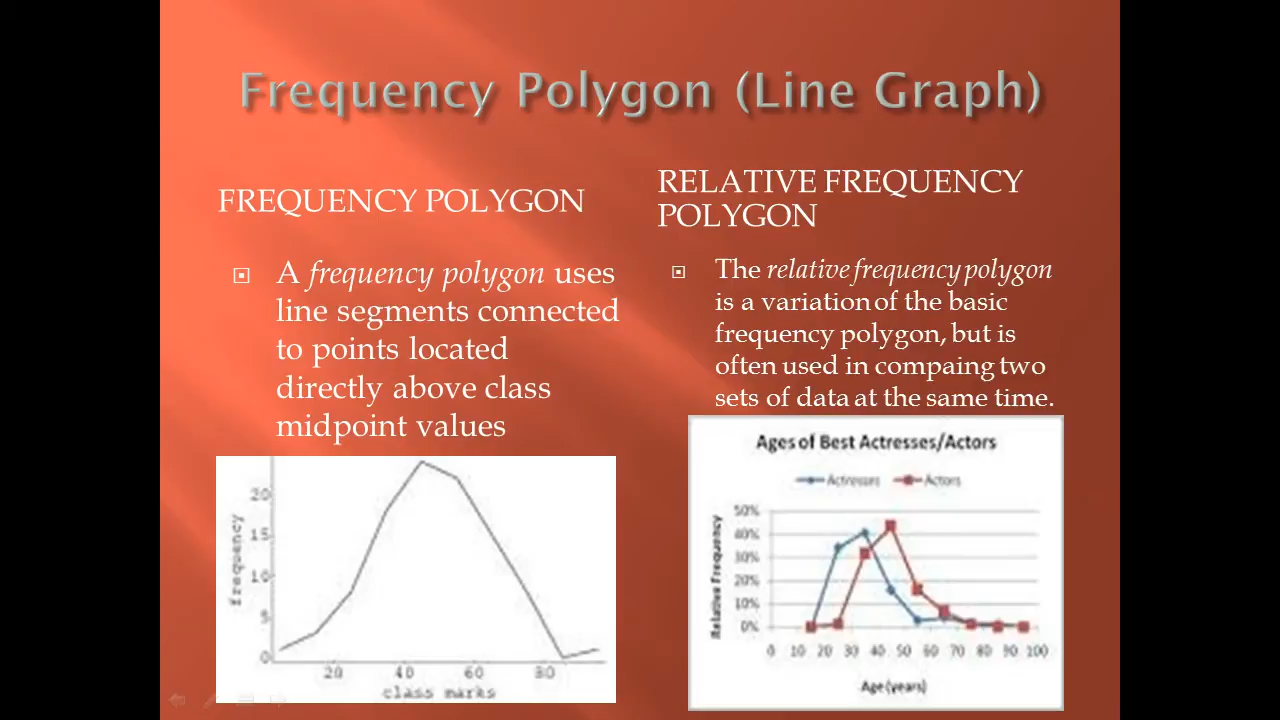 Frequency Polygon (Line Graph)
FREQUENCY POLYGON
A frequency polygon uses
line segments connected
to points located
directly above class
midpoint values
frequency
20
15
10
5
0
20 40 60 80
class marks
RELATIVE FREQUENCY
POLYGON
The relative frequency polygon
is a variation of the basic
frequency polygon, but is
often used in compaing two
sets of data at the same time.
Ages of Best Actresses/Actors
Actresses Actors
Relative Frequency
50%
40%
30%
20%
10%
0%
0 10 20 30 40 50 60 70 80 90 100
Age (years)